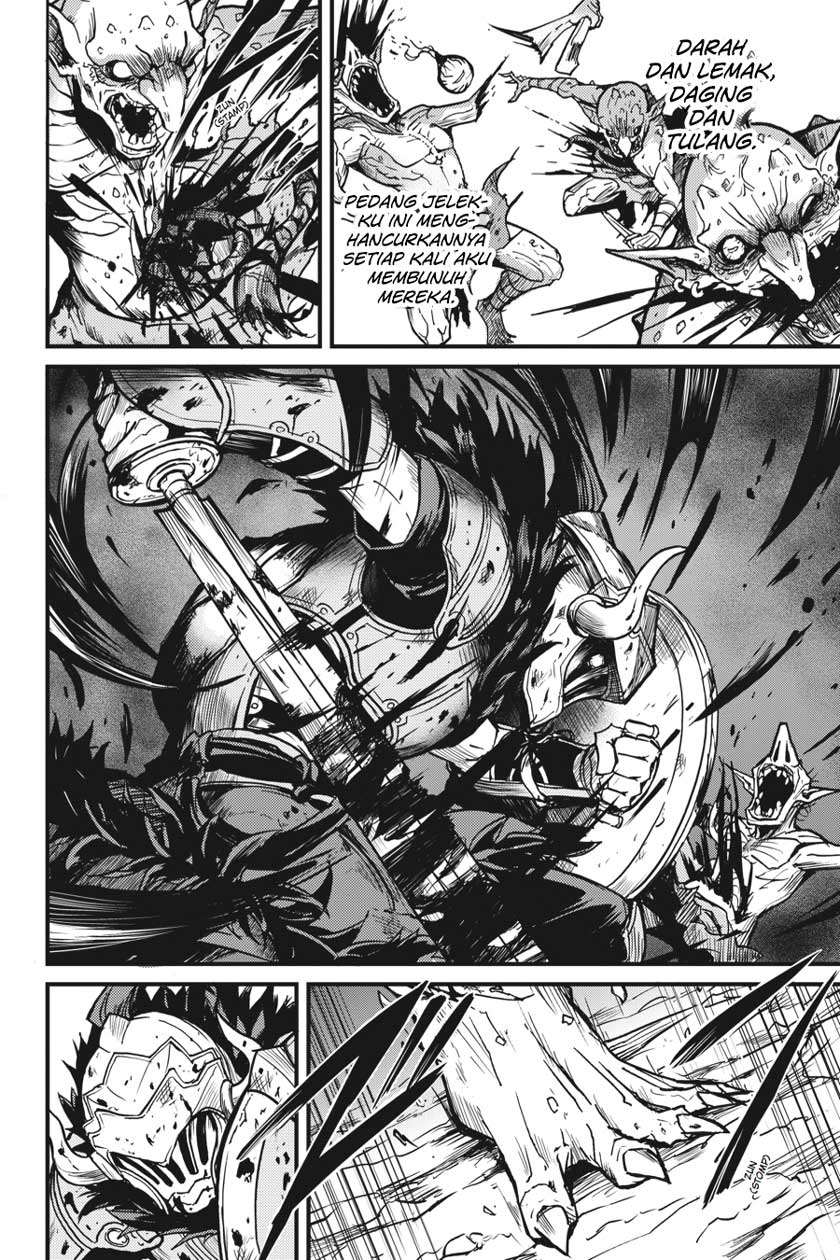 DARAH
DAN LEMAK,
DAGING
DAN
TULANG.
PEDANG JELEK-
KU INI MENG-
HANCURKANNYA
SETIAP KALI AKU
MEMBUNUH
MEREKA.
ZUN
(STAMP)
ZUN
(STOMP)